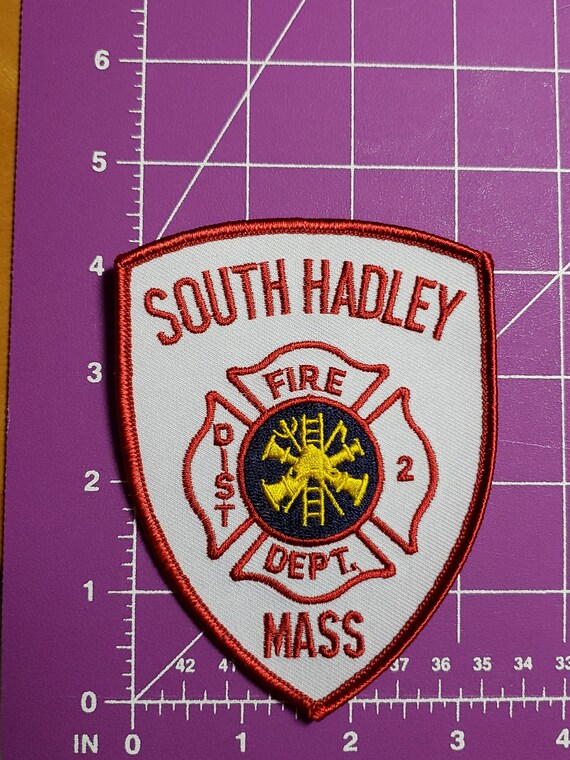 6
5
4
SOUTH HADLEY
3
FIRE
DIST 2
2
DEPT.
1
MASS
42 41 37 36 35 34 33
0
IN 0 1 2 3 4